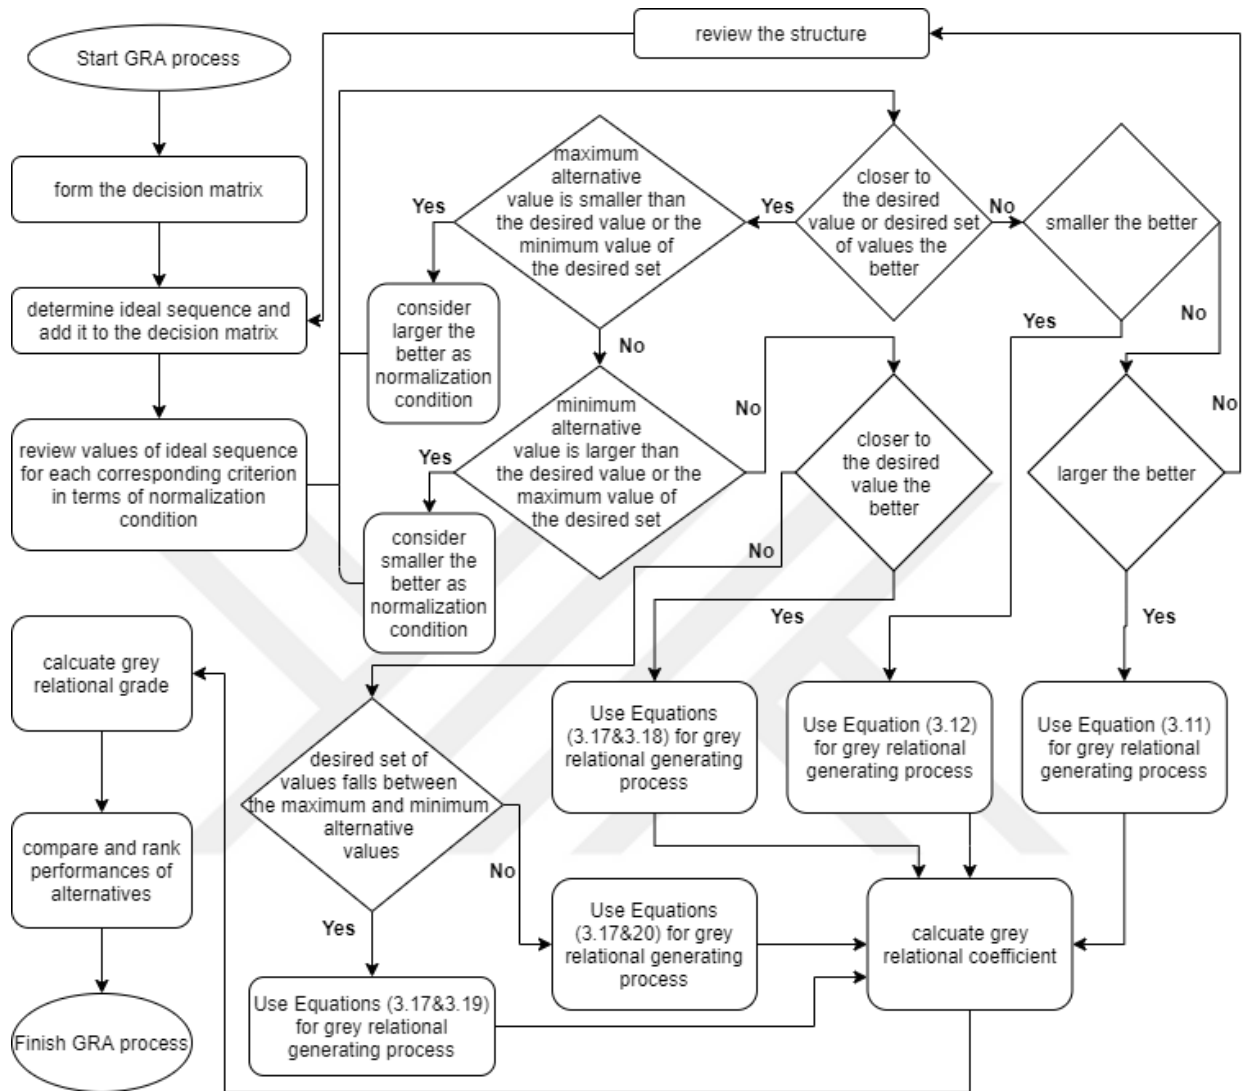 review the structure
Start GRA process
form the decision matrix
determine ideal sequence and
add it to the decision matrix
review values of ideal sequence
for each corresponding criterion
in terms of normalization
condition
maximum
alternative
value is smaller than
the desired value or the
minimum value of
the desired set
Yes
Yes
closer to
the desired
value or desired set
of values the
better
No
smaller the better
No
Yes
consider
larger the
better as
normalization
condition
No
minimum
alternative
value is larger than
the desired value or the
maximum value of
the desired set
Yes
No
consider
smaller the
better as
normalization
condition
closer to
the desired
value the
better
No
Yes
larger the better
No
Yes
calcuate grey
relational grade
compare and rank
performances of
alternatives
Finish GRA process
desired set of
values falls between
the maximum and minimum
alternative
values
No
Yes
Use Equations
(3.17&3.18) for grey
relational generating
process
Use Equation (3.12)
for grey relational
generating process
Use Equation (3.11)
for grey relational
generating process
Use Equations
(3.17&20) for grey
relational generating
process
calcuate grey
relational coefficient
Use Equations (3.17&3.19)
for grey relational
generating process